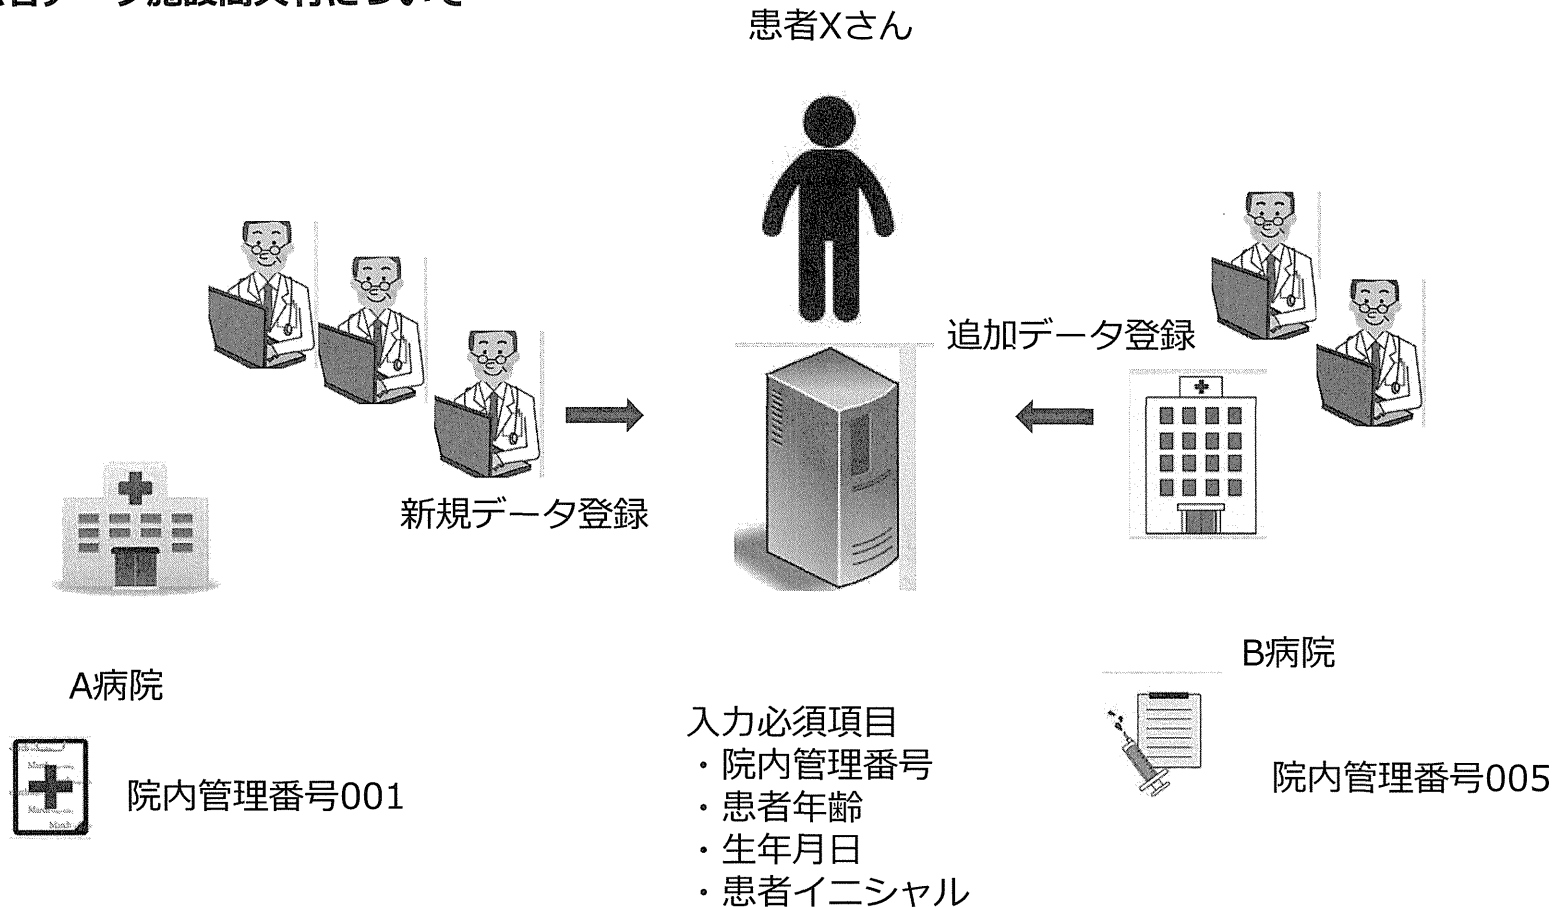 患者Xさん
追加データ登録
新規データ登録
A病院
B病院
院内管理番号001
院内管理番号005
入力必須項目
・院内管理番号
・患者年齢
・生年月日
・患者イニシャル